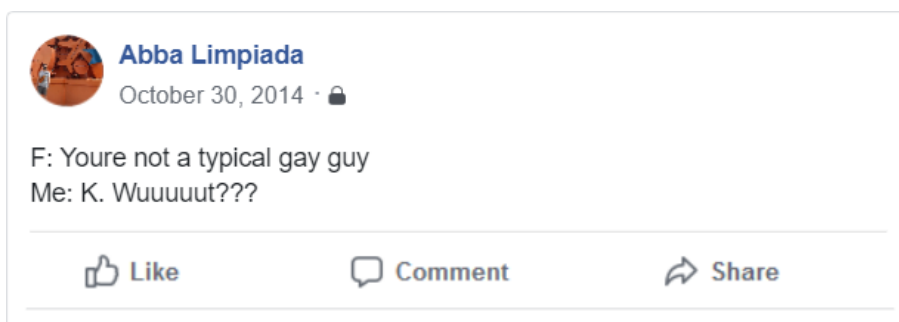 Abba Limpiada
October 30, 2014 ·
F: Youre not a typical gay guy
Me: K. Wuuuuut???
Like Comment Share